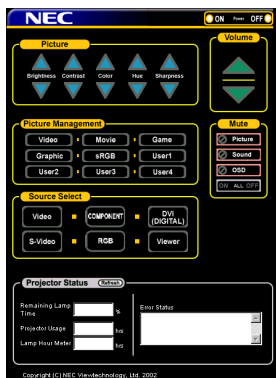 NEC
ON Power OFF
Picture
Brightness Contrast Color Hue Sharpness
Volume
Picture Management
Video Movie Game
Graphic sRGB User1
User2 User3 User4
Mute
Picture
Sound
OSD
ON ALL OFF
Source Select
Video COMPONENT DVI (DIGITAL)
S-Video RGB Viewer
Projector Status Refresh
Remaining Lamp Time %
Projector Usage hrs
Lamp Hour Meter hrs
Error Status
Copyright (C) NEC Viewtechnology, Ltd. 2002